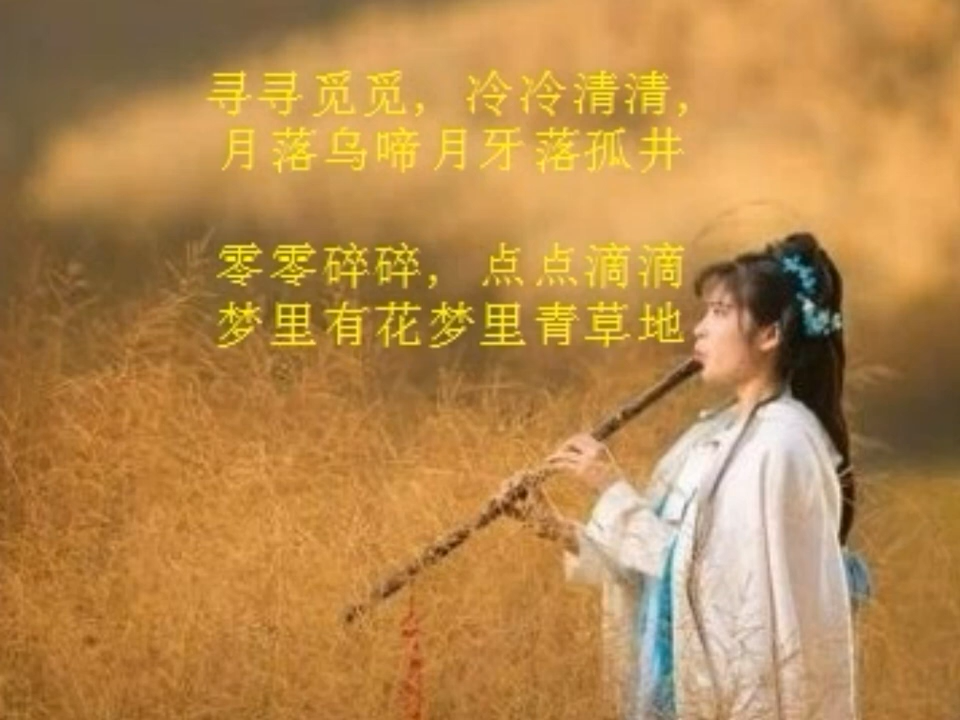 寻寻觅觅，冷冷清清，
月落乌啼月牙落孤井
零零碎碎，点点滴滴
梦里有花梦里青草地